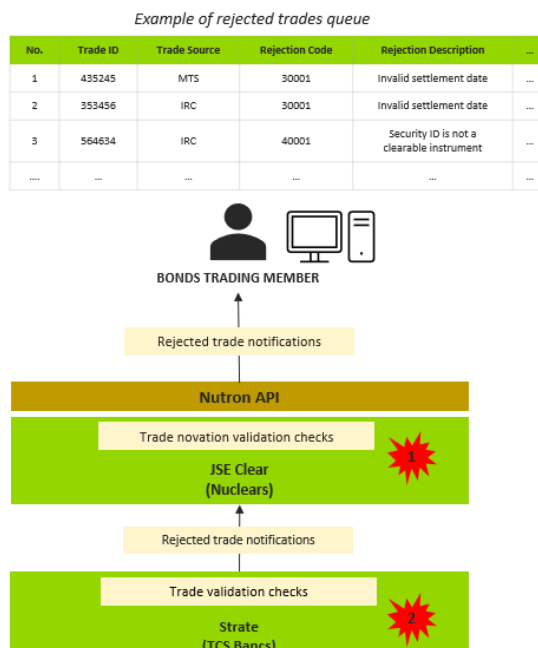 Example of rejected trades queue
No. Trade ID Trade Source Rejection Code Rejection Description ...
1 435245 MTS 30001 Invalid settlement date ...
2 353456 IRC 30001 Invalid settlement date ...
3 564634 IRC 40001 Security ID is not a clearable instrument ...
.... ... ... ... ... ...
BONDS TRADING MEMBER
Rejected trade notifications
Nutron API
Trade novation validation checks
1
JSE Clear
(Nuclears)
Rejected trade notifications
Trade validation checks
2
Strate
(TCS Bancs)